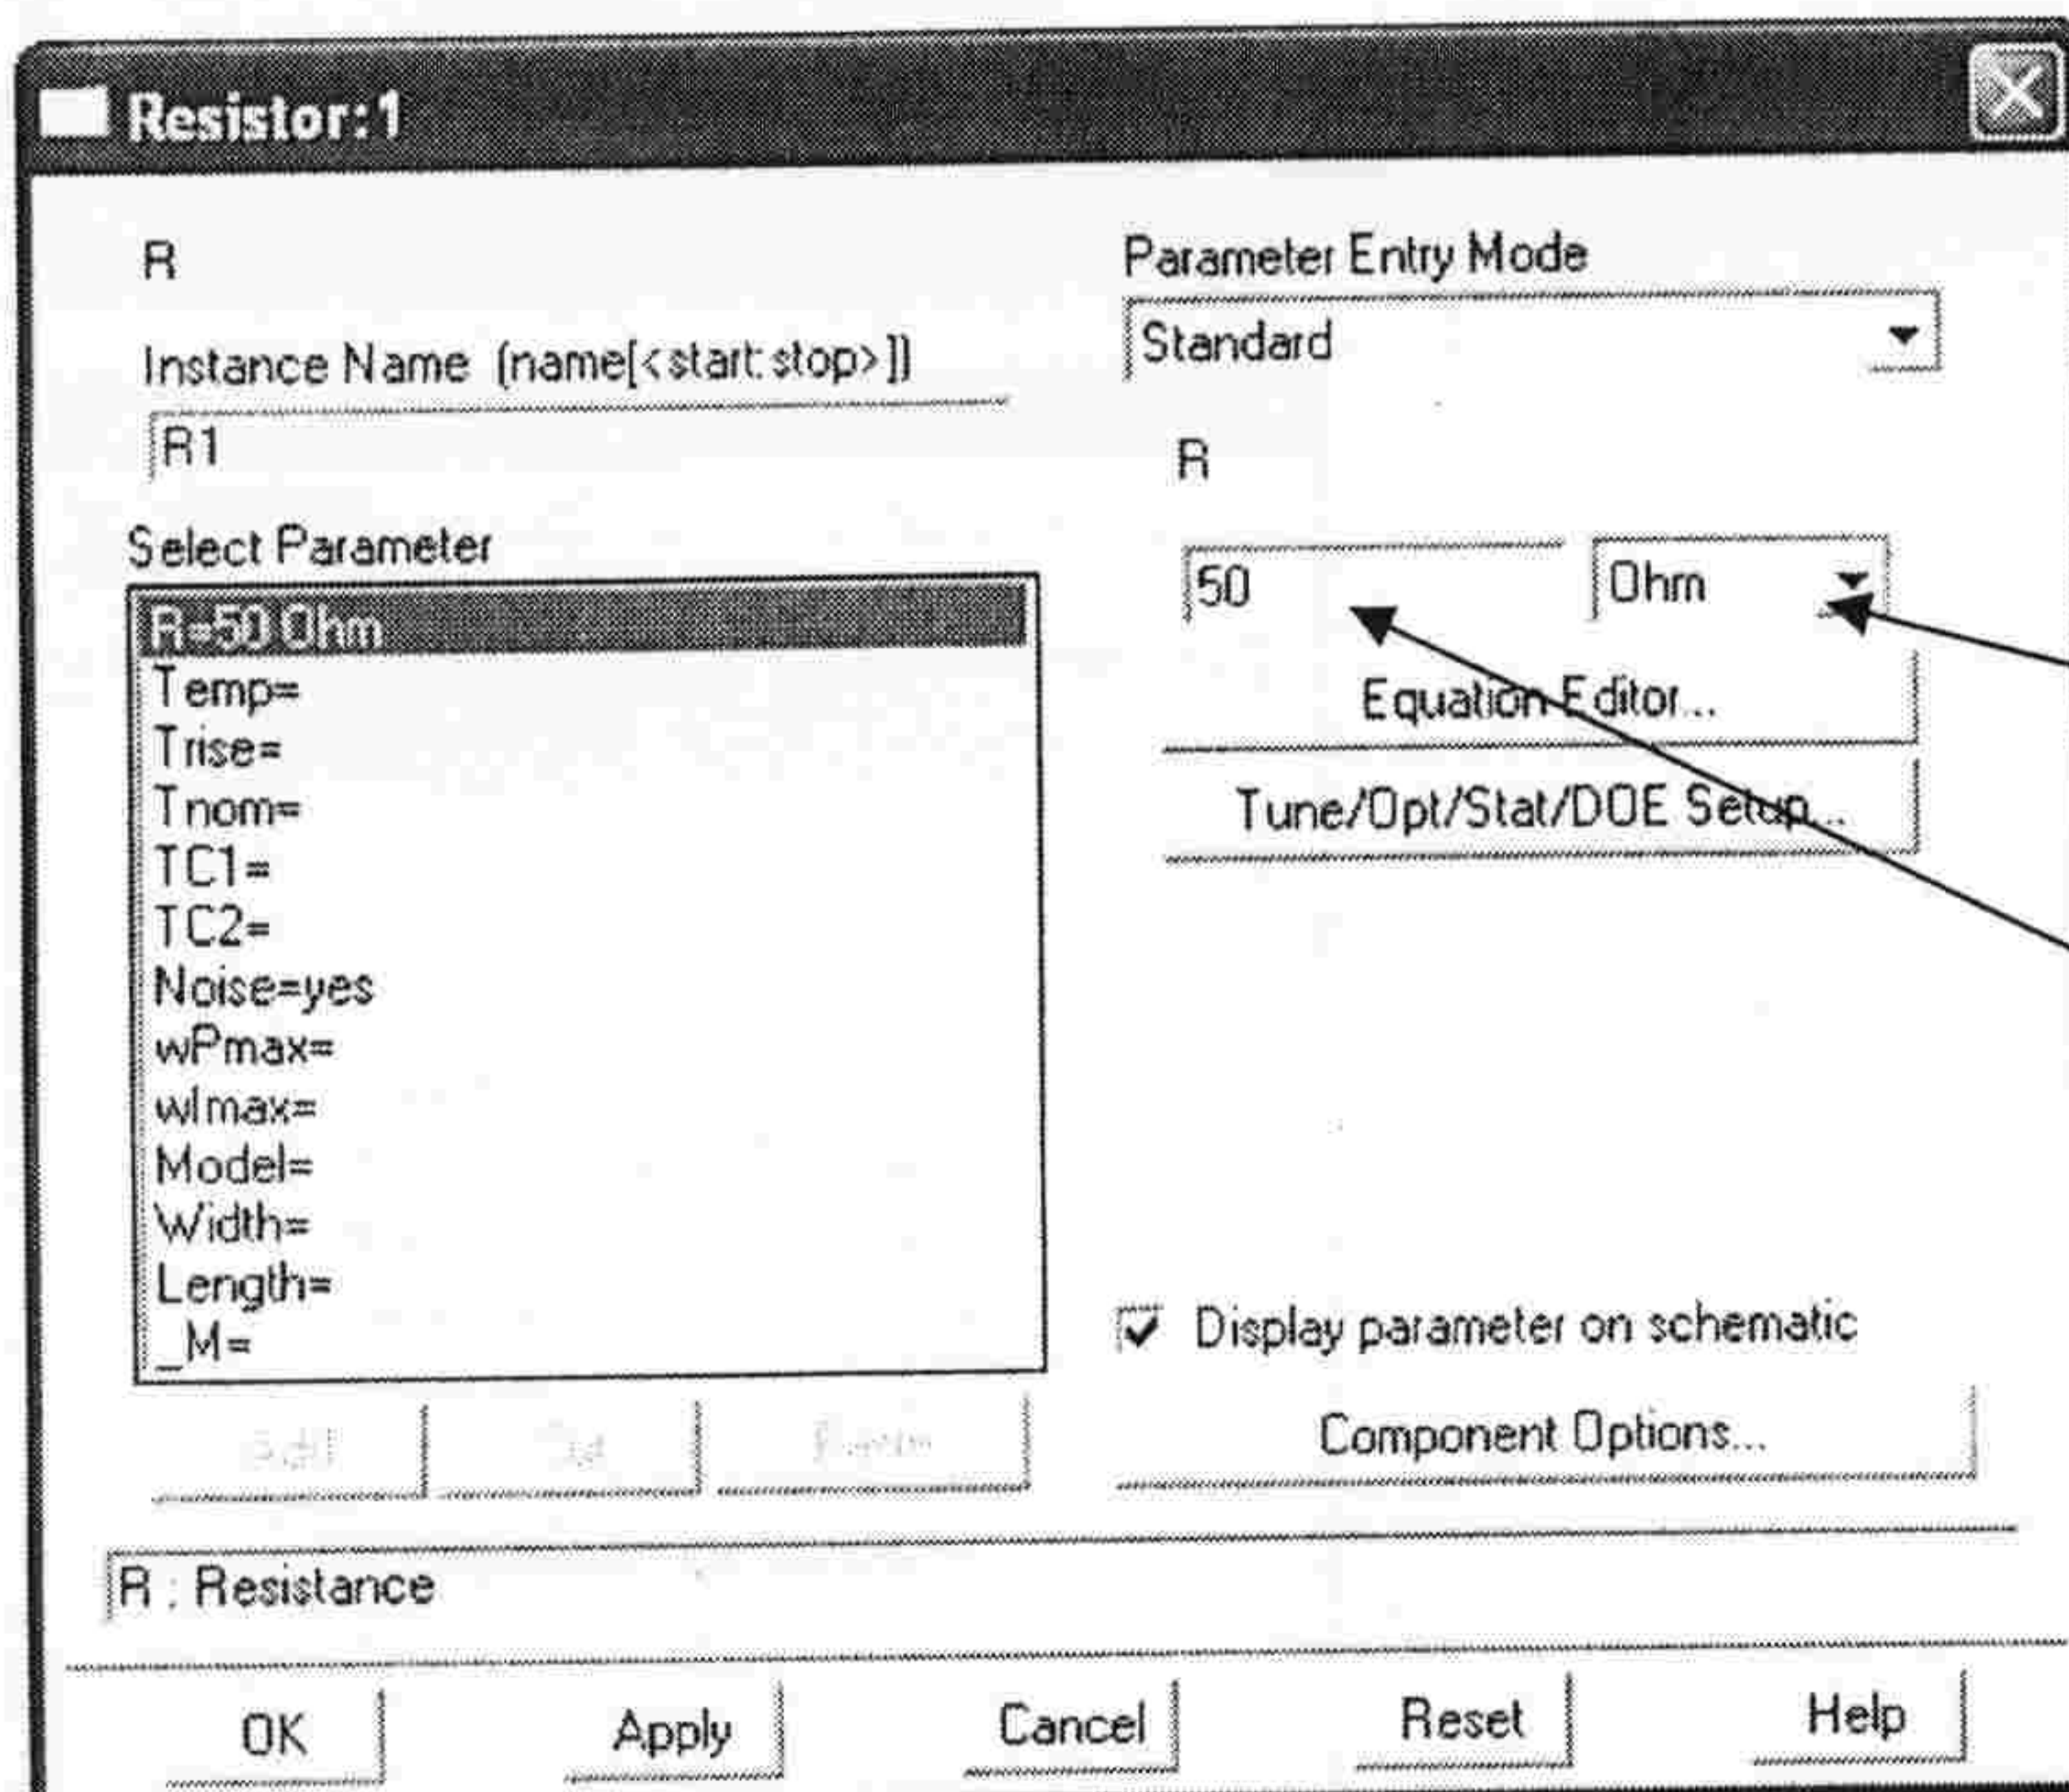 Resistor:1
R
Instance Name (name[<start:stop>])
R1
Select Parameter
R=50 Ohm
Temp=
Trise=
Tnom=
TC1=
TC2=
Noise=yes
wPmax=
wImax=
Model=
Width=
Length=
_M=
Add
Cut
Parameter Entry Mode
Standard
R
50
Ohm
Equation Editor...
Tune/Opt/Stat/DOE Setup...
Display parameter on schematic
Component Options...
R : Resistance
OK
Apply
Cancel
Reset
Help